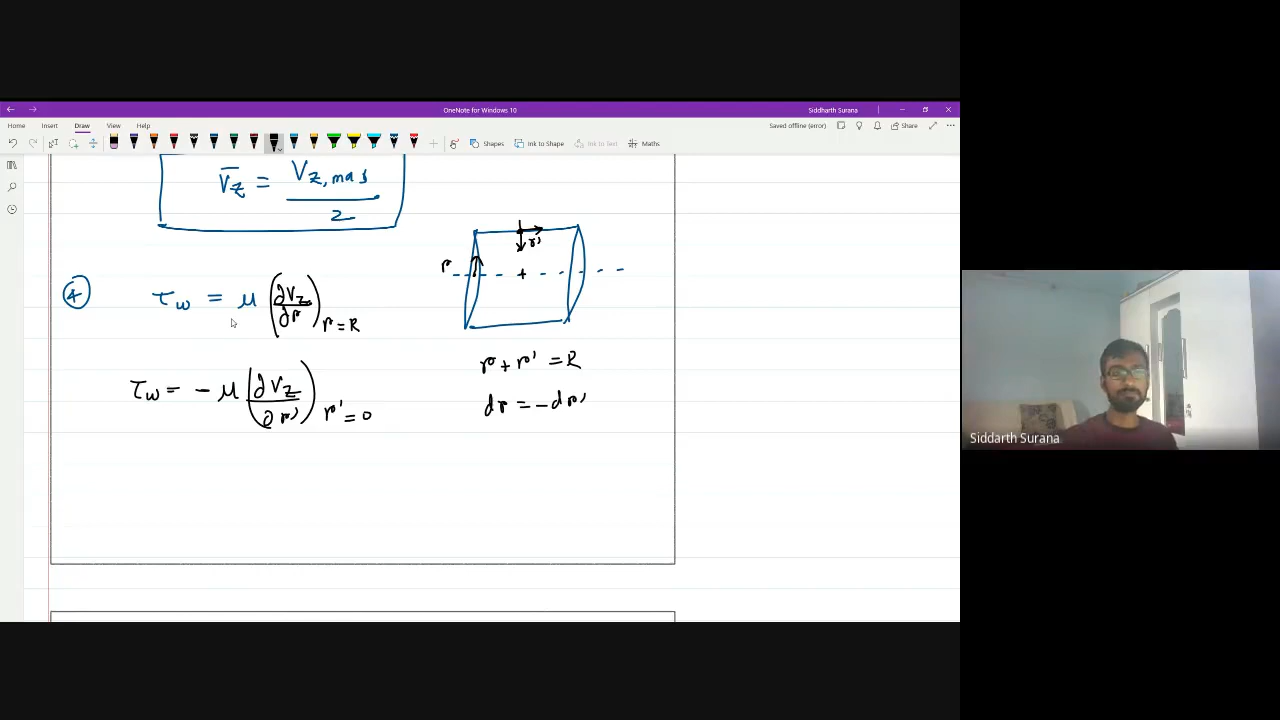 OneNote for Windows 10
Siddharth Surana
Home Insert Draw View Help
Saved offline (error)
Share
Shapes
Ink to Shape
Ink to Text
Maths
V̄z = Vz, max / 2
r
r'
④ τw = μ (∂Vz/∂r) r=R
r + r' = R
τw = - μ (∂Vz/∂r') r'=0
dr = -dr'
Siddarth Surana